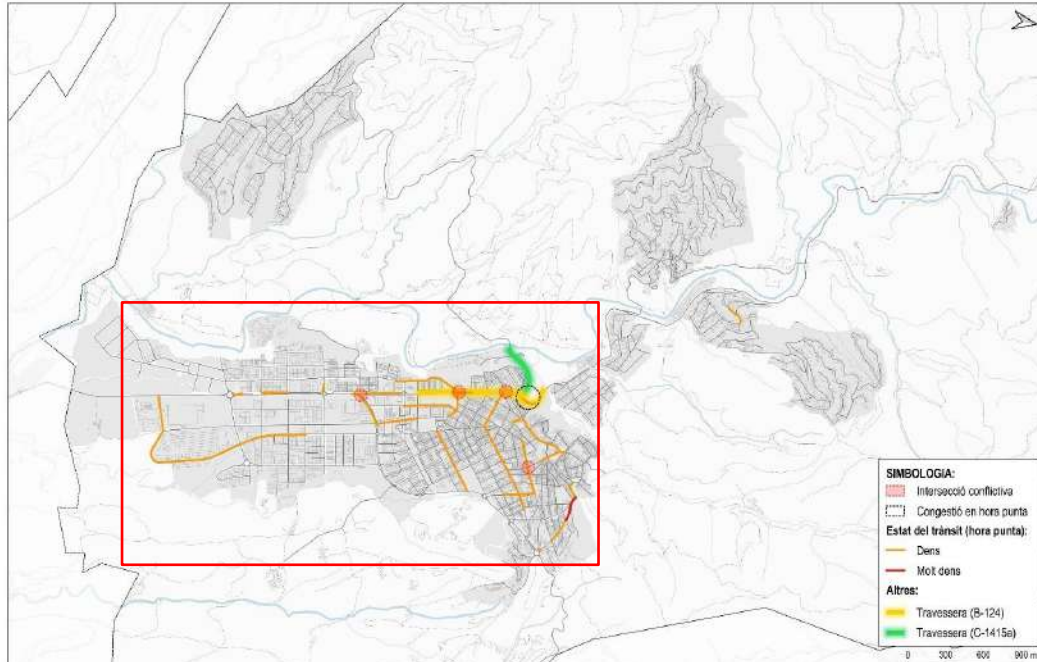 SIMBOLOGIA:
Intersecció conflictiva
Congestió en hora punta
Estat del trànsit (hora punta):
Dens
Molt dens
Altres:
Travessera (B-124)
Travessera (C-1415a)
0 300 600 900 m